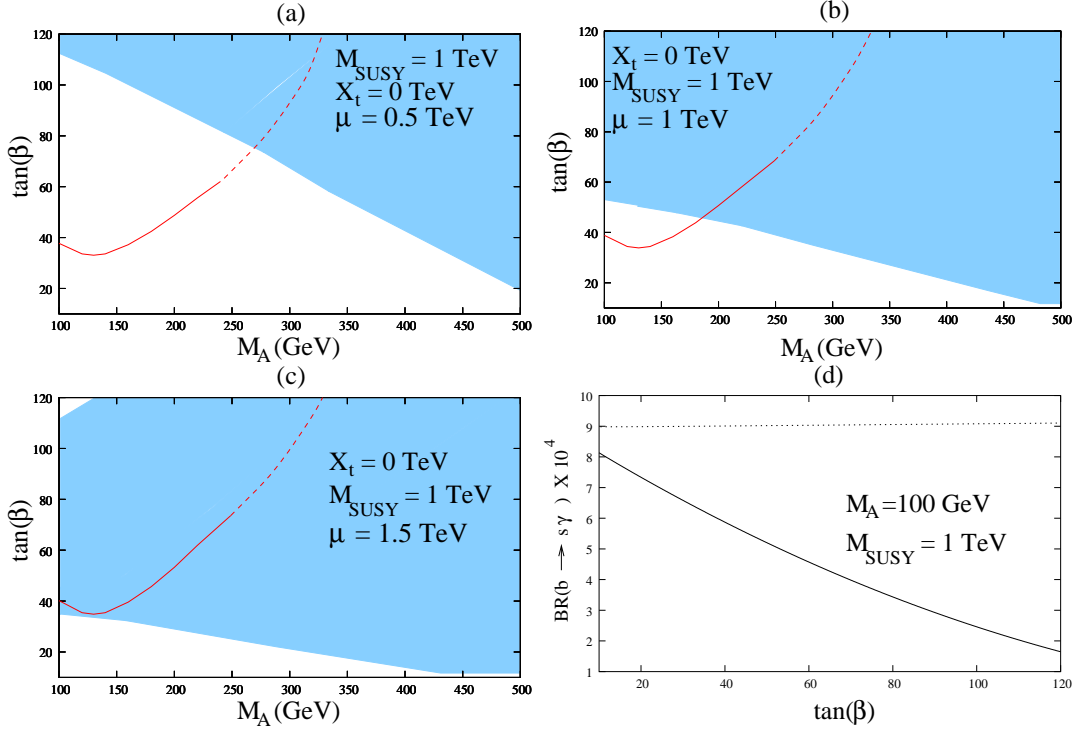 (a)
120
100
80
60
40
20
tan(β)
M_SUSY = 1 TeV
X_t = 0 TeV
μ = 0.5 TeV
100 150 200 250 300 350 400 450 500
M_A (GeV)
(b)
120
100
80
60
40
20
tan(β)
X_t = 0 TeV
M_SUSY = 1 TeV
μ = 1 TeV
100 150 200 250 300 350 400 450 500
M_A (GeV)
(c)
120
100
80
60
40
20
tan(β)
X_t = 0 TeV
M_SUSY = 1 TeV
μ = 1.5 TeV
100 150 200 250 300 350 400 450 500
M_A (GeV)
(d)
10
9
8
7
6
5
4
3
2
1
BR(b → s γ ) X 10^4
M_A =100 GeV
M_SUSY = 1 TeV
20 40 60 80 100 120
tan(β)